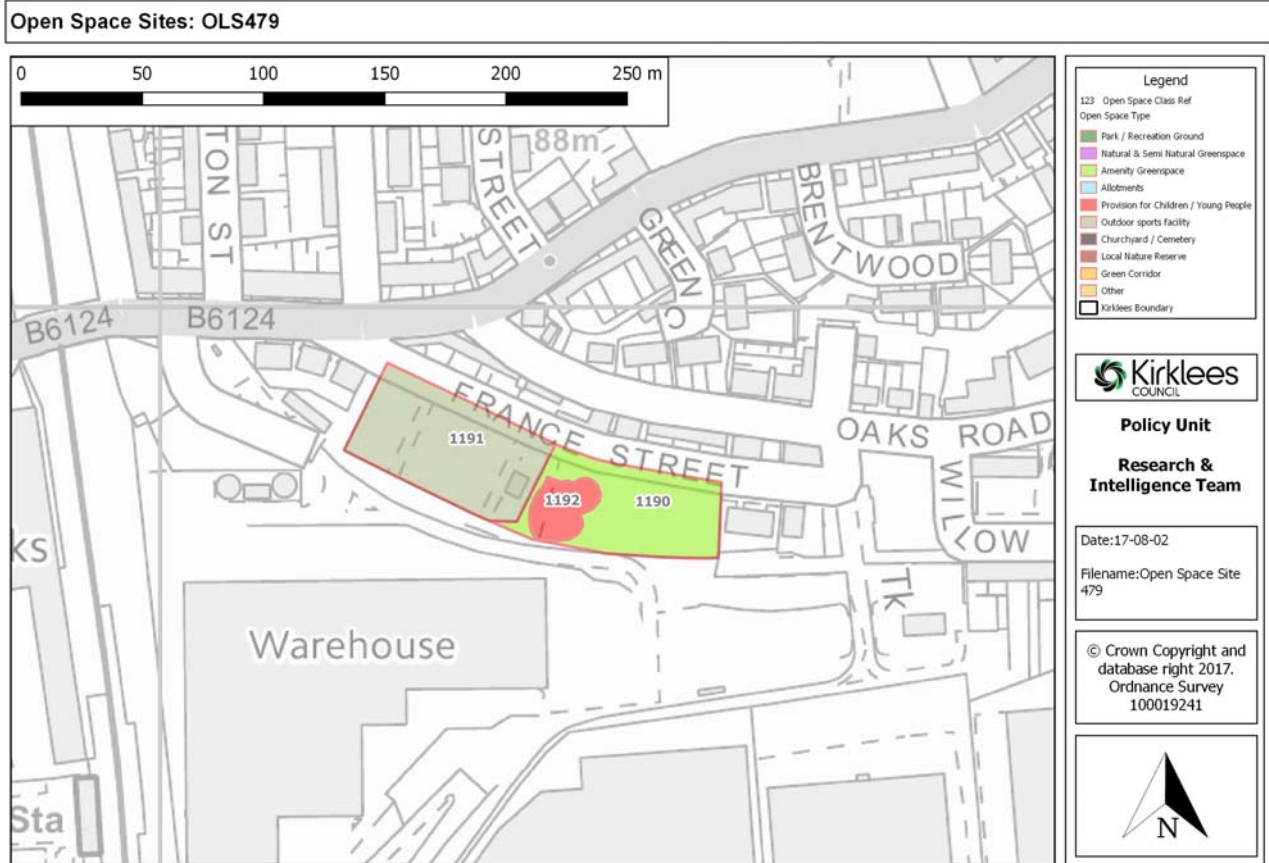 Open Space Sites: OLS479
0 50 100 150 200 250 m
TON ST
STREET
88m
GREEN C
BRENTWOOD
B6124
B6124
FRANCE STREET
OAKS ROAD
WILLOW
1191
1192
1190
KS
Tk
Warehouse
Sta
Legend
123 Open Space Class Ref
Open Space Type
Park / Recreation Ground
Natural & Semi Natural Greenspace
Amenity Greenspace
Allotments
Provision for Children / Young People
Outdoor sports facility
Churchyard / Cemetery
Local Nature Reserve
Green Corridor
Other
Kirklees Boundary
Kirklees
COUNCIL
Policy Unit
Research &
Intelligence Team
Date:17-08-02
Filename:Open Space Site
479
© Crown Copyright and
database right 2017.
Ordnance Survey
100019241
N